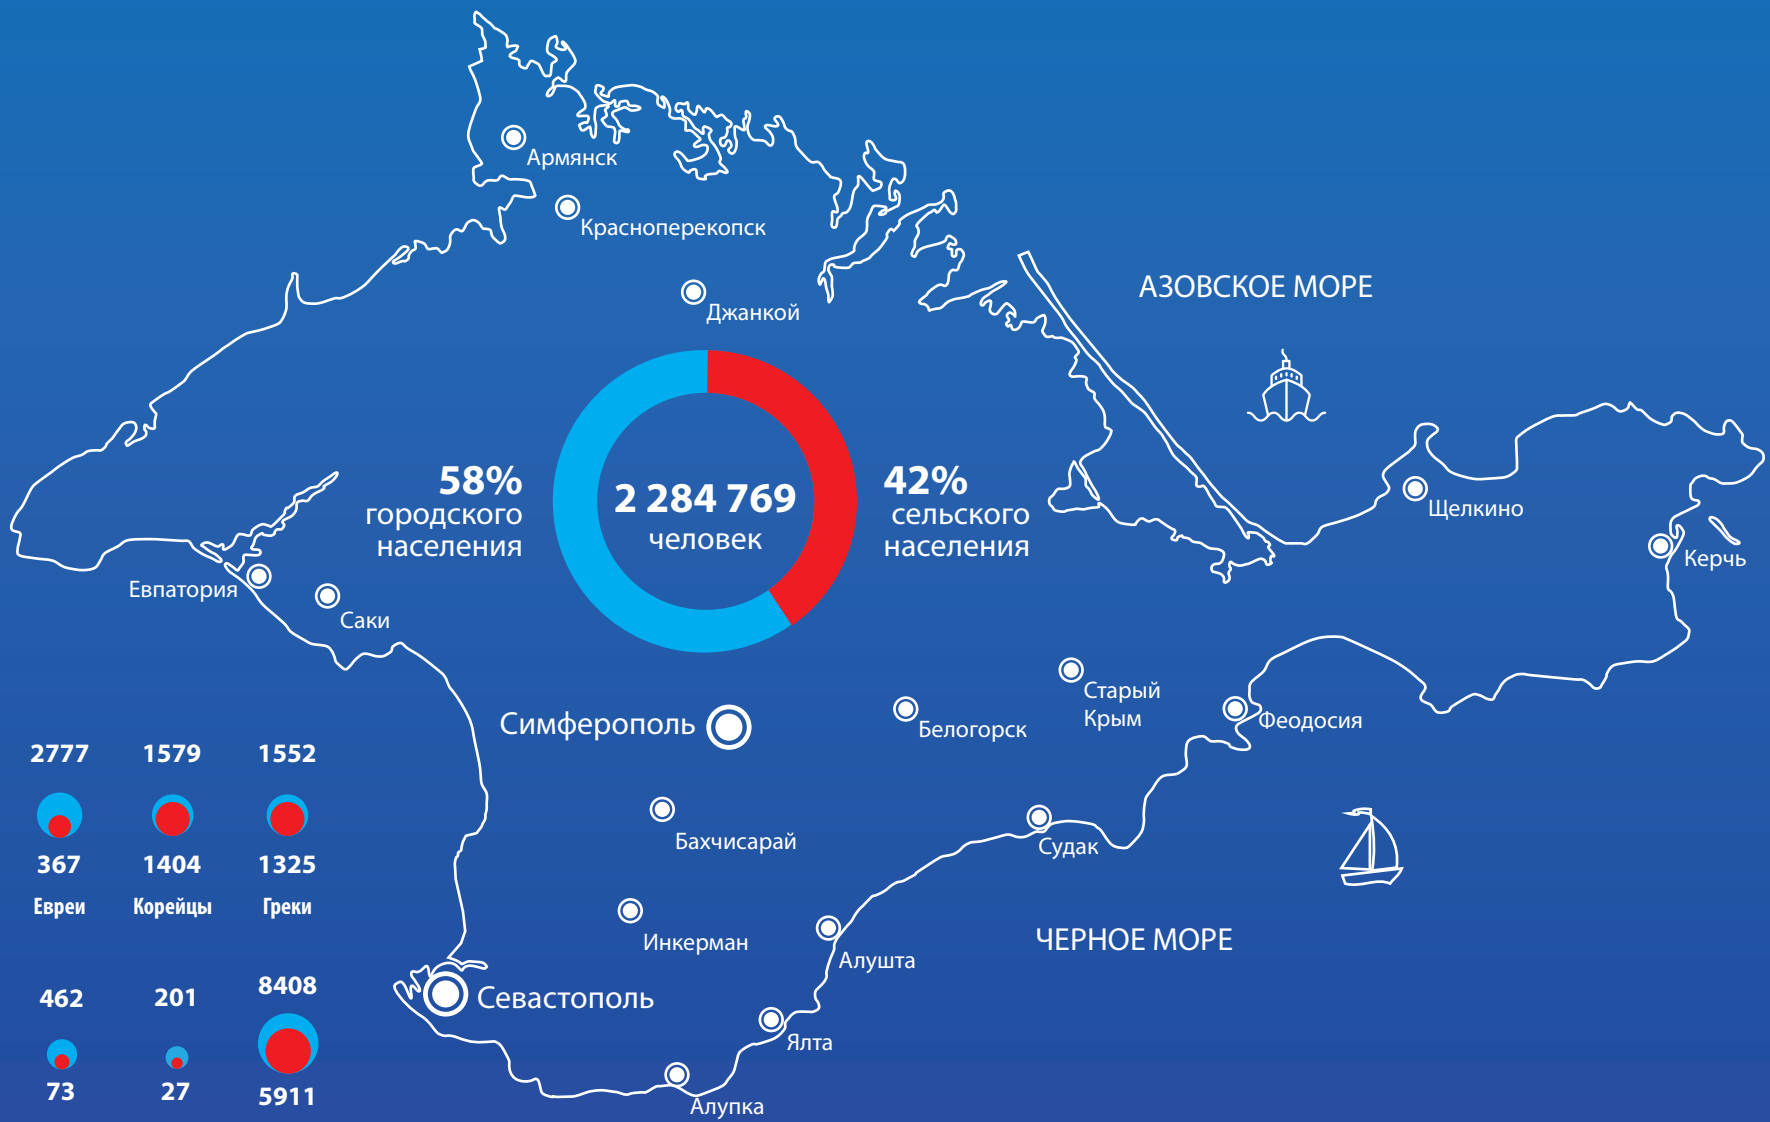 Армянск
Красноперекопск
Джанкой
АЗОВСКОЕ МОРЕ
58%
городского
населения
2 284 769
человек
42%
сельского
населения
Щелкино
Керчь
Евпатория
Саки
Старый
Крым
Феодосия
Белогорск
Симферополь
2777
1579
1552
367
1404
1325
Евреи
Корейцы
Греки
Бахчисарай
Судак
Инкерман
Алушта
ЧЕРНОЕ МОРЕ
Севастополь
462
201
8408
73
27
5911
Ялта
Алупка